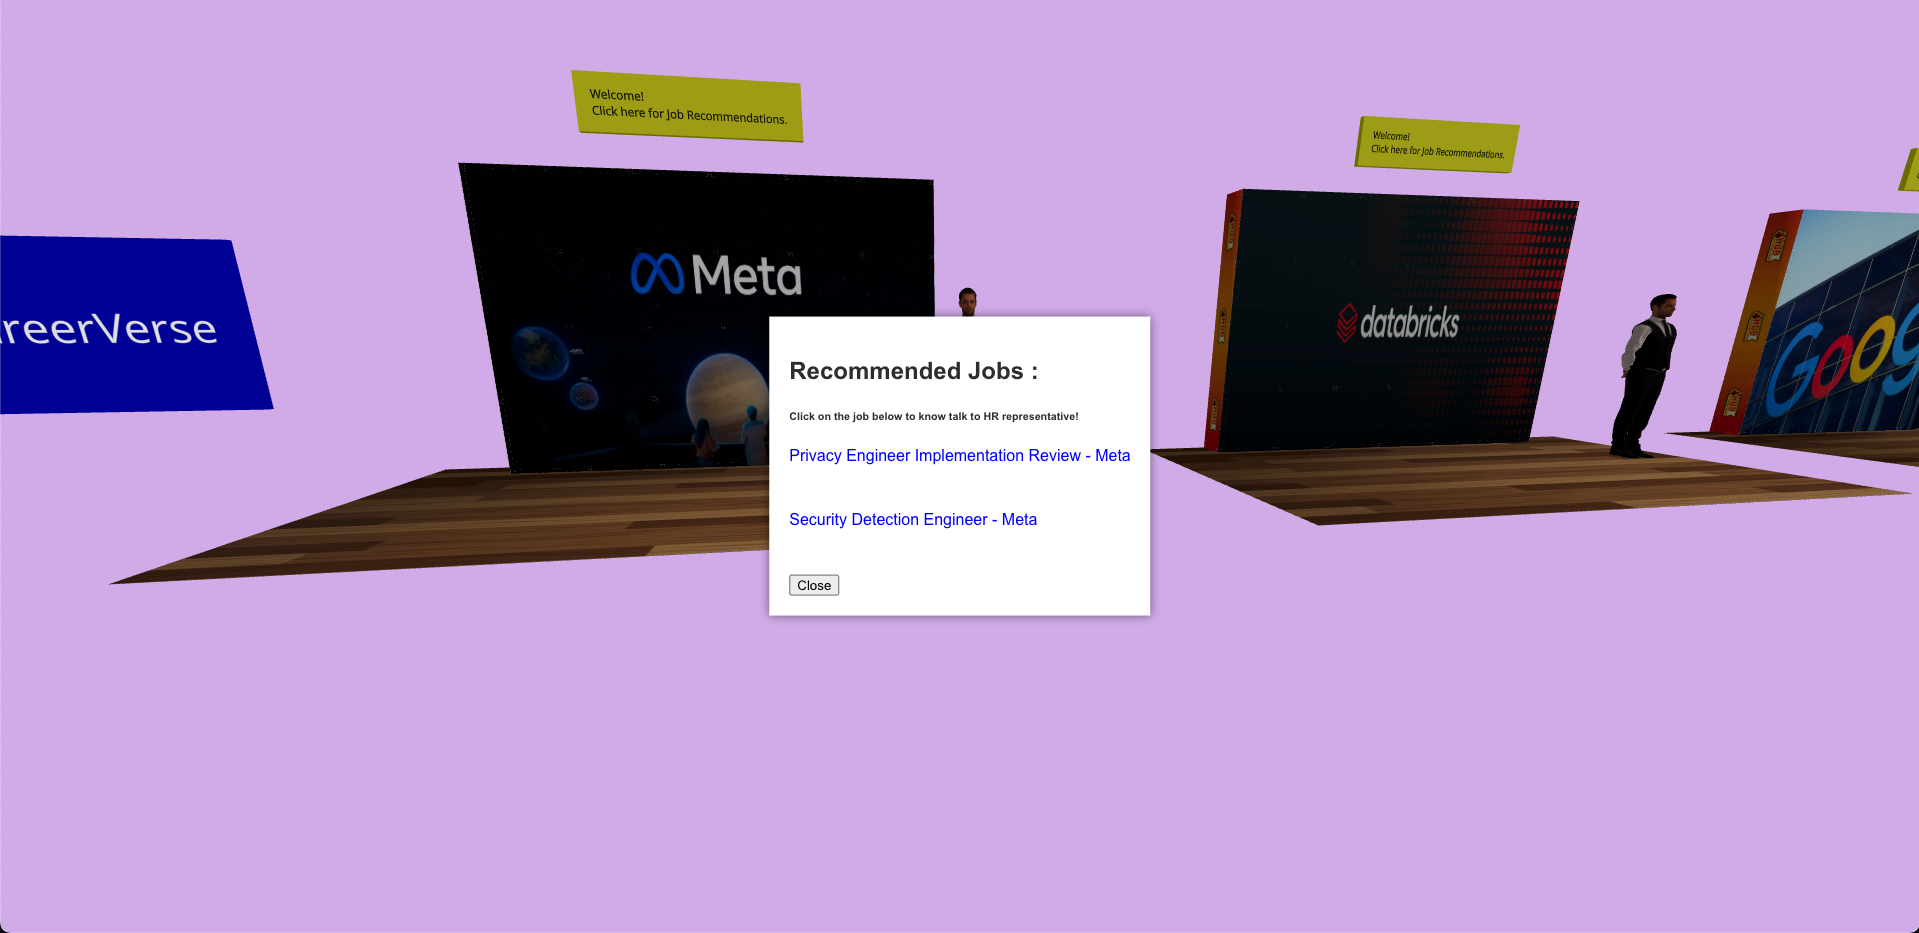 Welcome!
Click here for Job Recommendations.
Welcome!
Click here for Job Recommendations.
Meta
databricks
reerVerse
Goog
Recommended Jobs :
Click on the job below to know talk to HR representative!
Privacy Engineer Implementation Review - Meta
Security Detection Engineer - Meta
Close